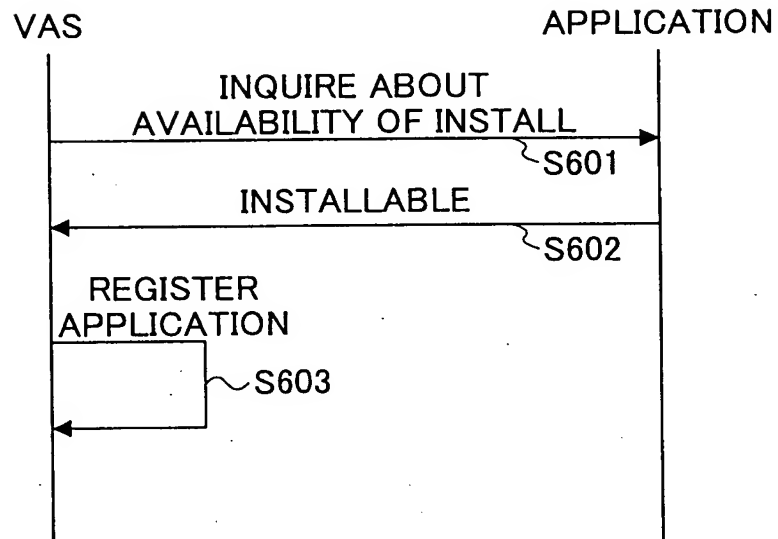 VAS
APPLICATION
INQUIRE ABOUT
AVAILABILITY OF INSTALL
S601
INSTALLABLE
S602
REGISTER
APPLICATION
S603